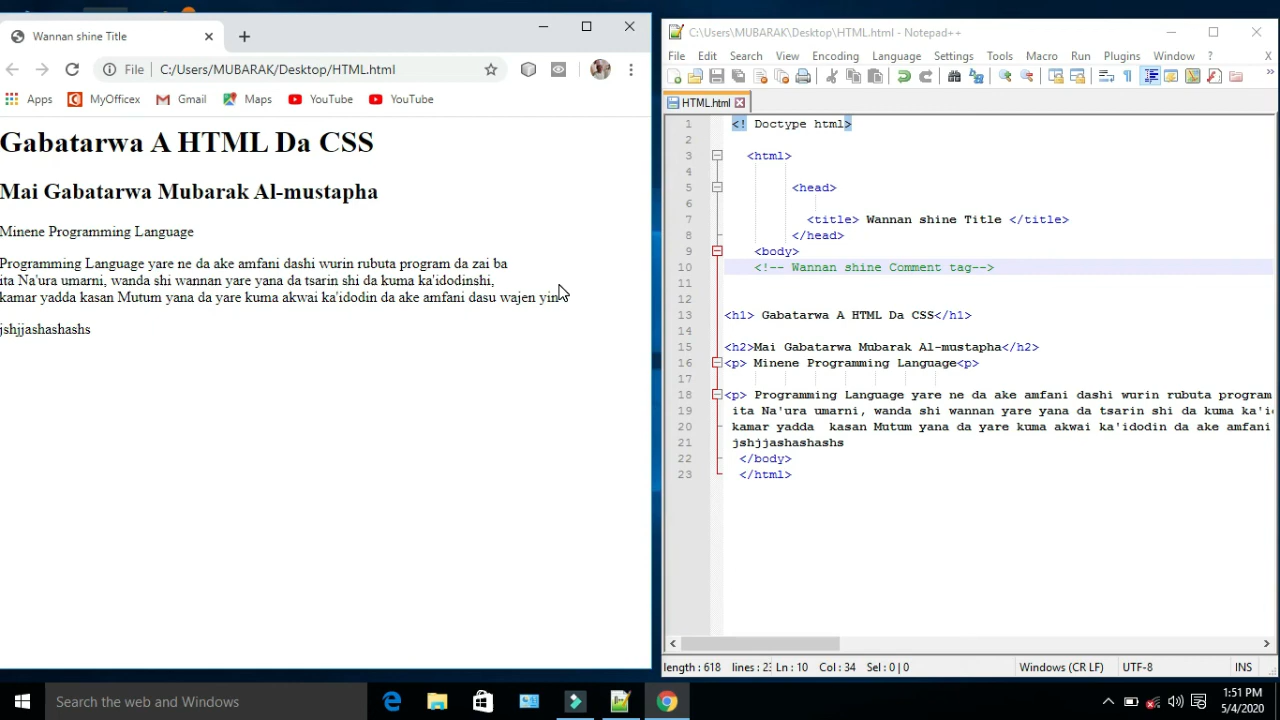 Wannan shine Title
File C:/Users/MUBARAK/Desktop/HTML.html
Apps MyOfficex Gmail Maps YouTube YouTube
Gabatarwa A HTML Da CSS
Mai Gabatarwa Mubarak Al-mustapha
Minene Programming Language
Programming Language yare ne da ake amfani dashi wurin rubuta program da zai ba
ita Na'ura umarni, wanda shi wannan yare yana da tsarin shi da kuma ka'idodinshi,
kamar yadda kasan Mutum yana da yare kuma akwai ka'idodin da ake amfani dasu wajen yin
jshjjashashashs
C:\Users\MUBARAK\Desktop\HTML.html - Notepad++
File Edit Search View Encoding Language Settings Tools Macro Run Plugins Window ? X
HTML.html
1 <! Doctype html>
2
3 <html>
4
5 <head>
6
7 <title> Wannan shine Title </title>
8 </head>
9 <body>
10 <!-- Wannan shine Comment tag-->
11
12
13 <h1> Gabatarwa A HTML Da CSS</h1>
14
15 <h2>Mai Gabatarwa Mubarak Al-mustapha</h2>
16 <p> Minene Programming Language<p>
17
18 <p> Programming Language yare ne da ake amfani dashi wurin rubuta program
19 ita Na'ura umarni, wanda shi wannan yare yana da tsarin shi da kuma ka'i
20 kamar yadda  kasan Mutum yana da yare kuma akwai ka'idodin da ake amfani
21 jshjjashashashs
22 </body>
23 </html>
length : 618 lines : 23 Ln : 10 Col : 34 Sel : 0 | 0 Windows (CR LF) UTF-8 INS
Search the web and Windows
1:51 PM
5/4/2020